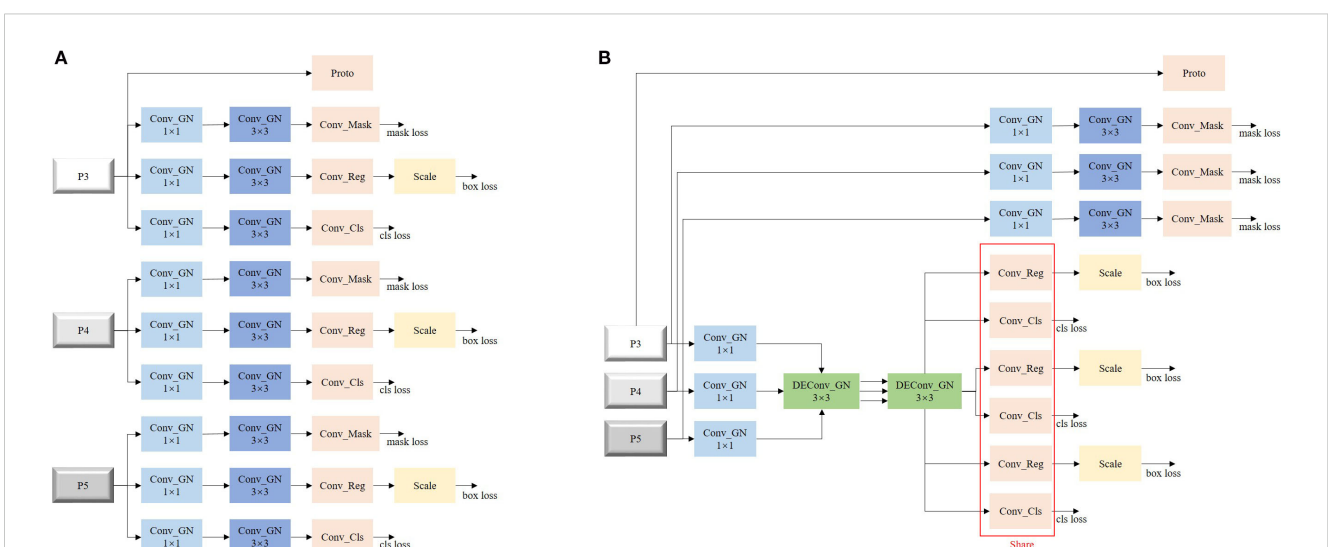 A
Proto
Conv_GN
1×1
Conv_GN
3×3
Conv_Mask
mask loss
P3
Conv_GN
1×1
Conv_GN
3×3
Conv_Reg
Scale
box loss
Conv_GN
1×1
Conv_GN
3×3
Conv_Cls
cls loss
Conv_GN
1×1
Conv_GN
3×3
Conv_Mask
mask loss
P4
Conv_GN
1×1
Conv_GN
3×3
Conv_Reg
Scale
box loss
Conv_GN
1×1
Conv_GN
3×3
Conv_Cls
cls loss
Conv_GN
1×1
Conv_GN
3×3
Conv_Mask
mask loss
P5
Conv_GN
1×1
Conv_GN
3×3
Conv_Reg
Scale
box loss
Conv_GN
1×1
Conv_GN
3×3
Conv_Cls
cls loss
B
Proto
Conv_GN
1×1
Conv_GN
3×3
Conv_Mask
mask loss
Conv_GN
1×1
Conv_GN
3×3
Conv_Mask
mask loss
Conv_GN
1×1
Conv_GN
3×3
Conv_Mask
mask loss
P3
Conv_GN
1×1
P4
Conv_GN
1×1
P5
Conv_GN
1×1
DEConv_GN
3×3
DEConv_GN
3×3
Conv_Reg
Scale
box loss
Conv_Cls
cls loss
Conv_Reg
Scale
box loss
Conv_Cls
cls loss
Conv_Reg
Scale
box loss
Conv_Cls
cls loss
Share